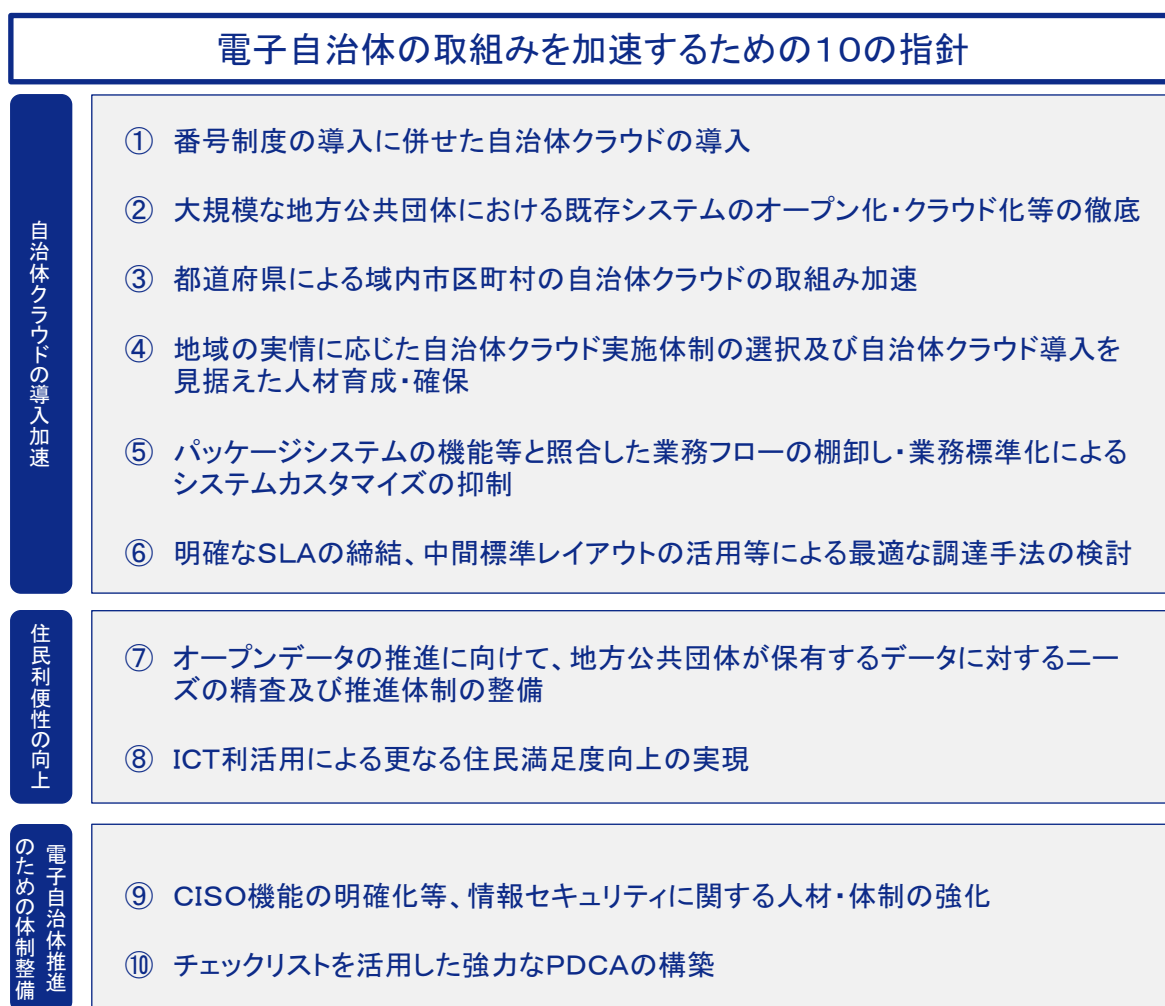 電子自治体の取組みを加速するための１０の指針
自治体クラウドの導入加速
① 番号制度の導入に併せた自治体クラウドの導入
② 大規模な地方公共団体における既存システムのオープン化・クラウド化等の徹底
③ 都道府県による域内市区町村の自治体クラウドの取組み加速
④ 地域の実情に応じた自治体クラウド実施体制の選択及び自治体クラウド導入を
見据えた人材育成・確保
⑤ パッケージシステムの機能等と照合した業務フローの棚卸し・業務標準化による
システムカスタマイズの抑制
⑥ 明確なＳＬＡの締結、中間標準レイアウトの活用等による最適な調達手法の検討
住民利便性の向上
⑦ オープンデータの推進に向けて、地方公共団体が保有するデータに対するニー
ズの精査及び推進体制の整備
⑧ ＩＣＴ利活用による更なる住民満足度向上の実現
電子自治体推進
のための体制整備
⑨ ＣＩＳＯ機能の明確化等、情報セキュリティに関する人材・体制の強化
⑩ チェックリストを活用した強力なＰＤＣＡの構築